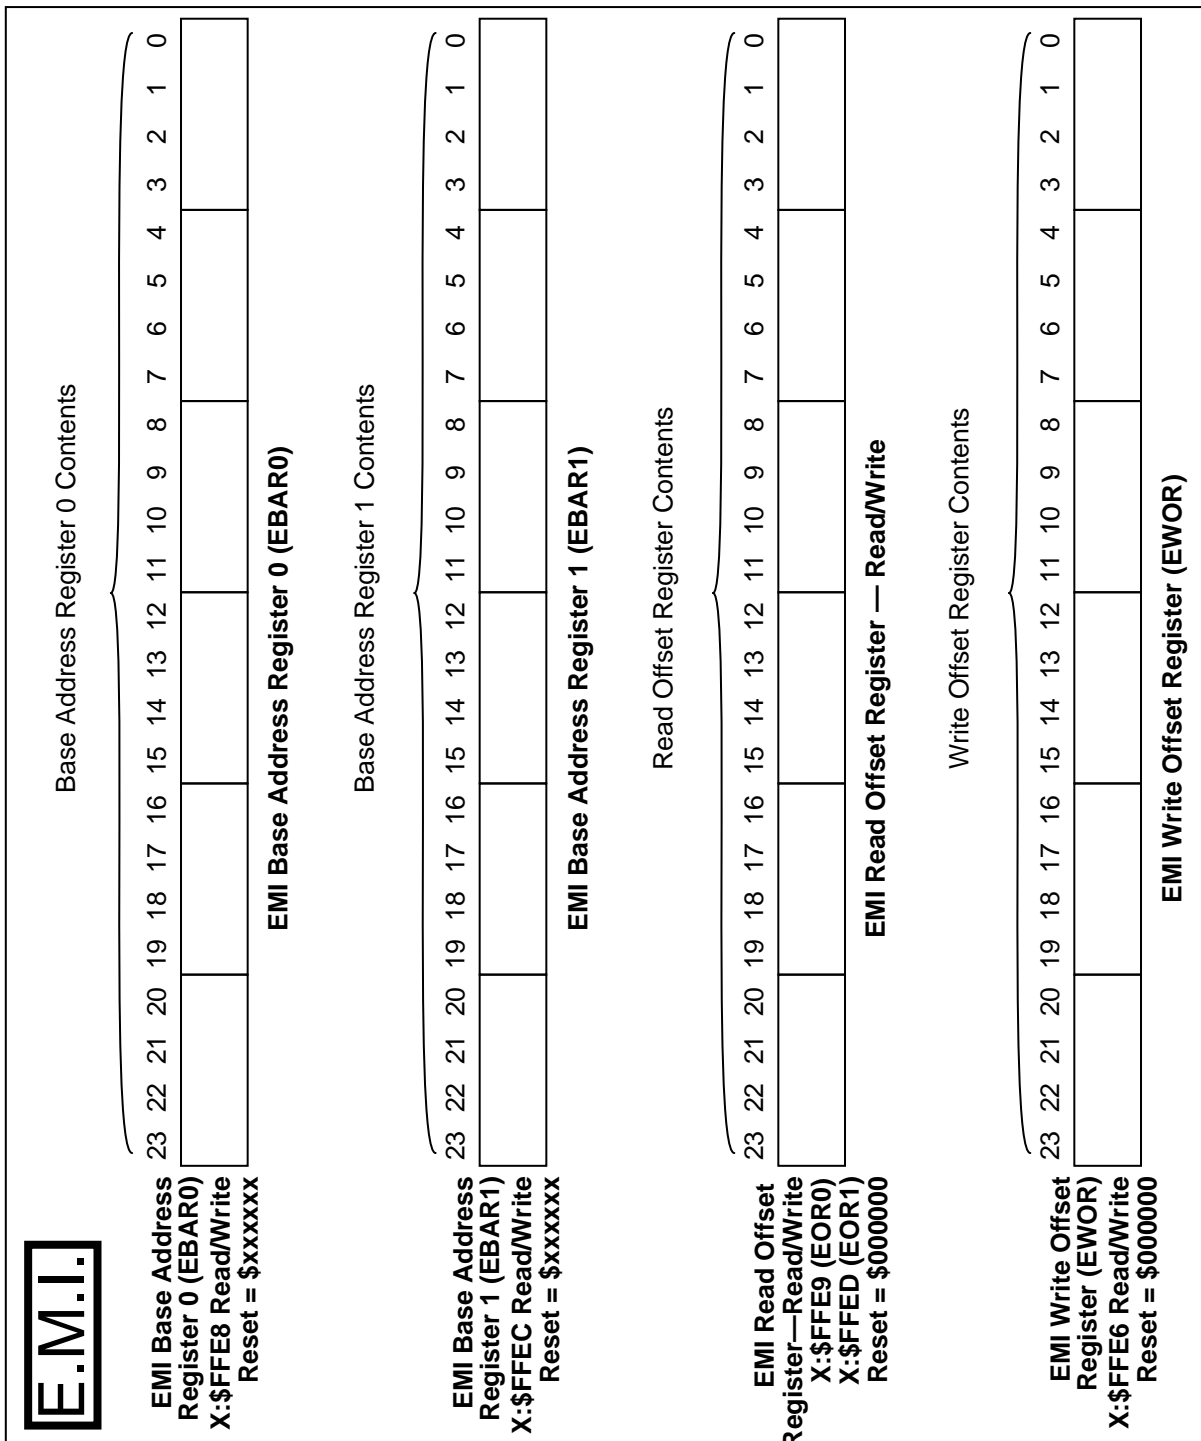 E.M.I.
Base Address Register 0 Contents
23 22 21 20 19 18 17 16 15 14 13 12 11 10 9 8 7 6 5 4 3 2 1 0
EMI Base Address
Register 0 (EBAR0)
X:$FFE8 Read/Write
Reset = $xxxxxx
EMI Base Address Register 0 (EBAR0)
Base Address Register 1 Contents
23 22 21 20 19 18 17 16 15 14 13 12 11 10 9 8 7 6 5 4 3 2 1 0
EMI Base Address
Register 1 (EBAR1)
X:$FFEC Read/Write
Reset = $xxxxxx
EMI Base Address Register 1 (EBAR1)
Read Offset Register Contents
23 22 21 20 19 18 17 16 15 14 13 12 11 10 9 8 7 6 5 4 3 2 1 0
EMI Read Offset
Register—Read/Write
X:$FFE9 (EOR0)
X:$FFED (EOR1)
Reset = $000000
EMI Read Offset Register — Read/Write
Write Offset Register Contents
23 22 21 20 19 18 17 16 15 14 13 12 11 10 9 8 7 6 5 4 3 2 1 0
EMI Write Offset
Register (EWOR)
X:$FFE6 Read/Write
Reset = $000000
EMI Write Offset Register (EWOR)